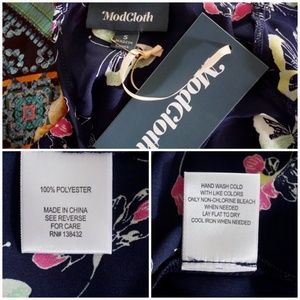 ModCloth
S
ModCloth
100% POLYESTER
MADE IN CHINA
SEE REVERSE
FOR CARE
RN# 138432
HAND WASH COLD
WITH LIKE COLORS
ONLY NON-CHLORINE BLEACH
WHEN NEEDED
LAY FLAT TO DRY
COOL IRON WHEN NEEDED